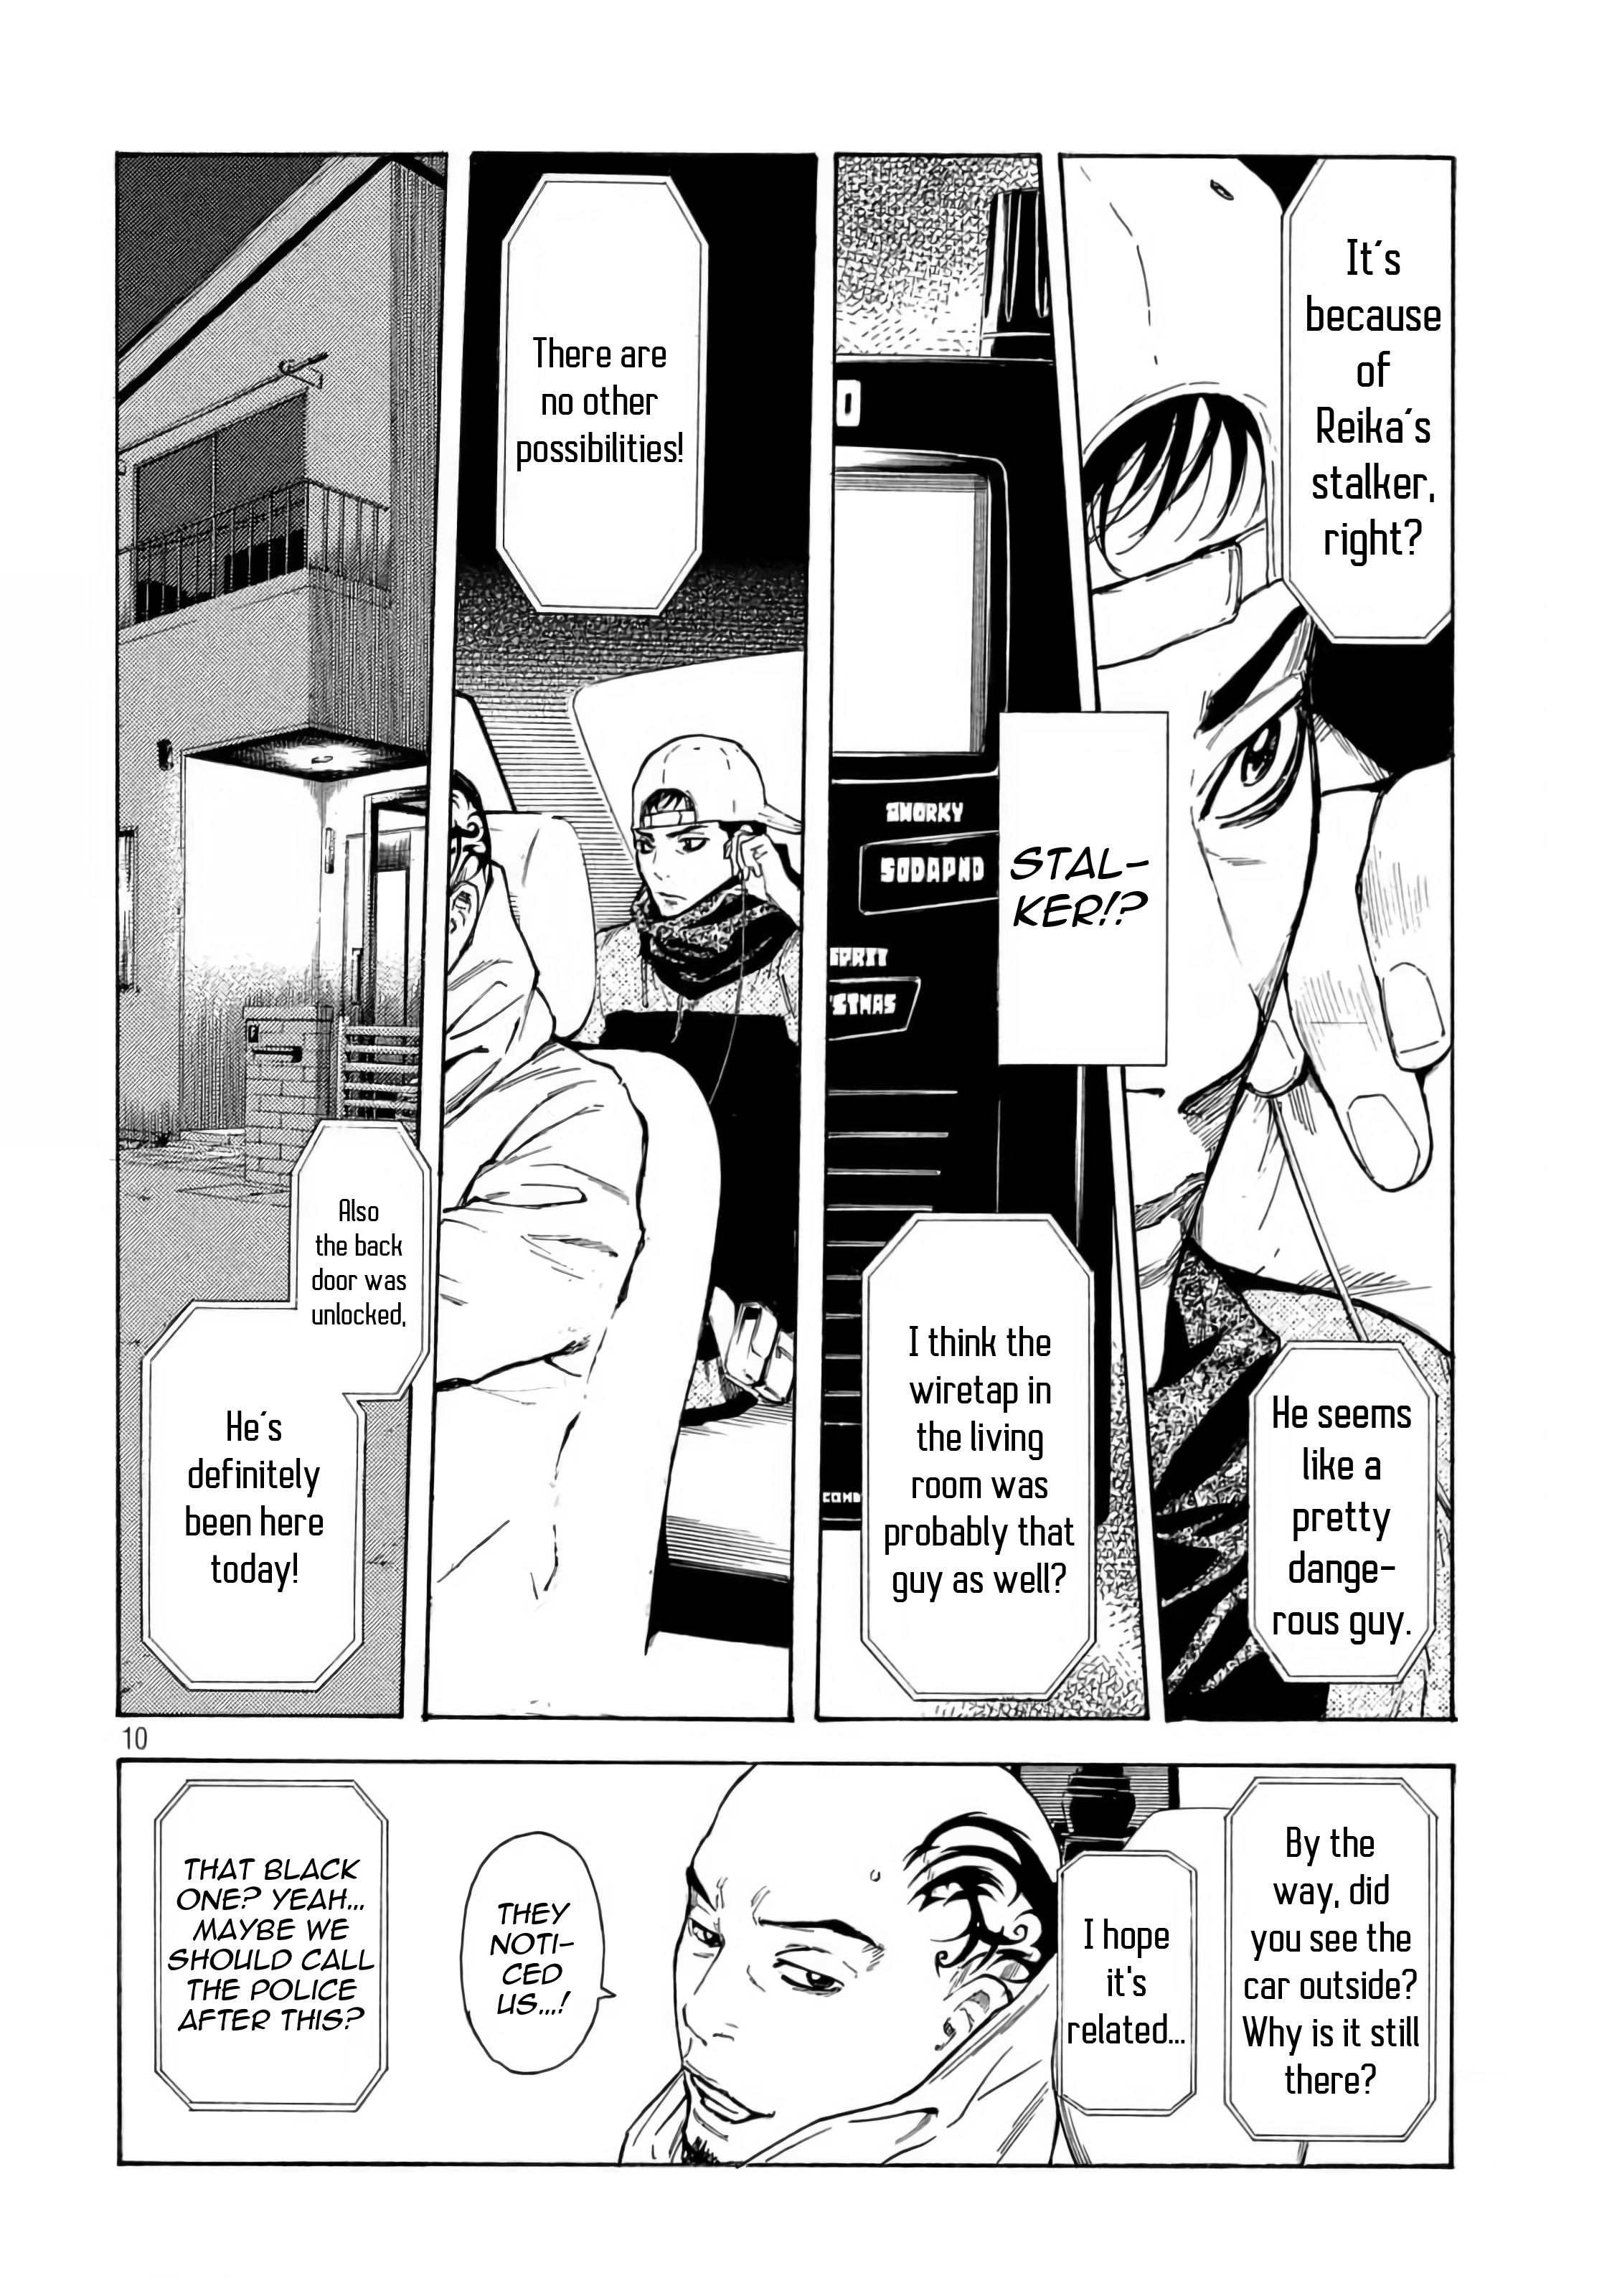 It's
because
of
Reika's
stalker,
right?
STAL-
KER!?
He seems
like a
pretty
dange-
rous guy.
SODAPND
I think the
wiretap in
the living
room was
probably that
guy as well?
There are
no other
possibilities!
Also
the back
door was
unlocked,
He's
definitely
been here
today!
10
By the
way, did
you see the
car outside?
Why is it still
there?
I hope
it's
related...
THEY
NOTI-
CED
US...!
THAT BLACK
ONE? YEAH...
MAYBE WE
SHOULD CALL
THE POLICE
AFTER THIS?